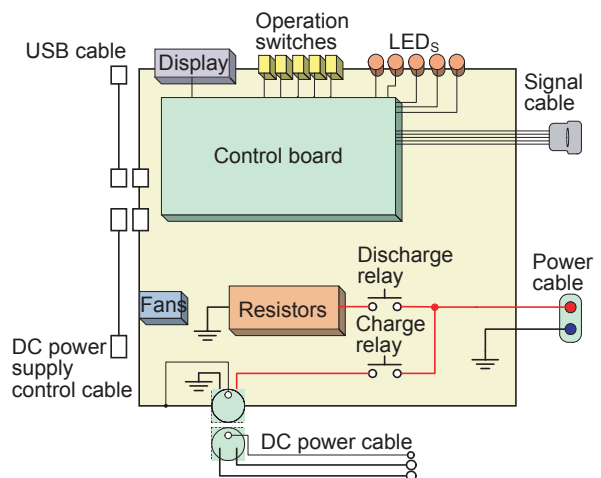 Operation
switches
LEDS
USB cable
Display
Signal
cable
Control board
Discharge
relay
Power
cable
Fans
Resistors
Charge
relay
DC power
supply
control cable
DC power cable